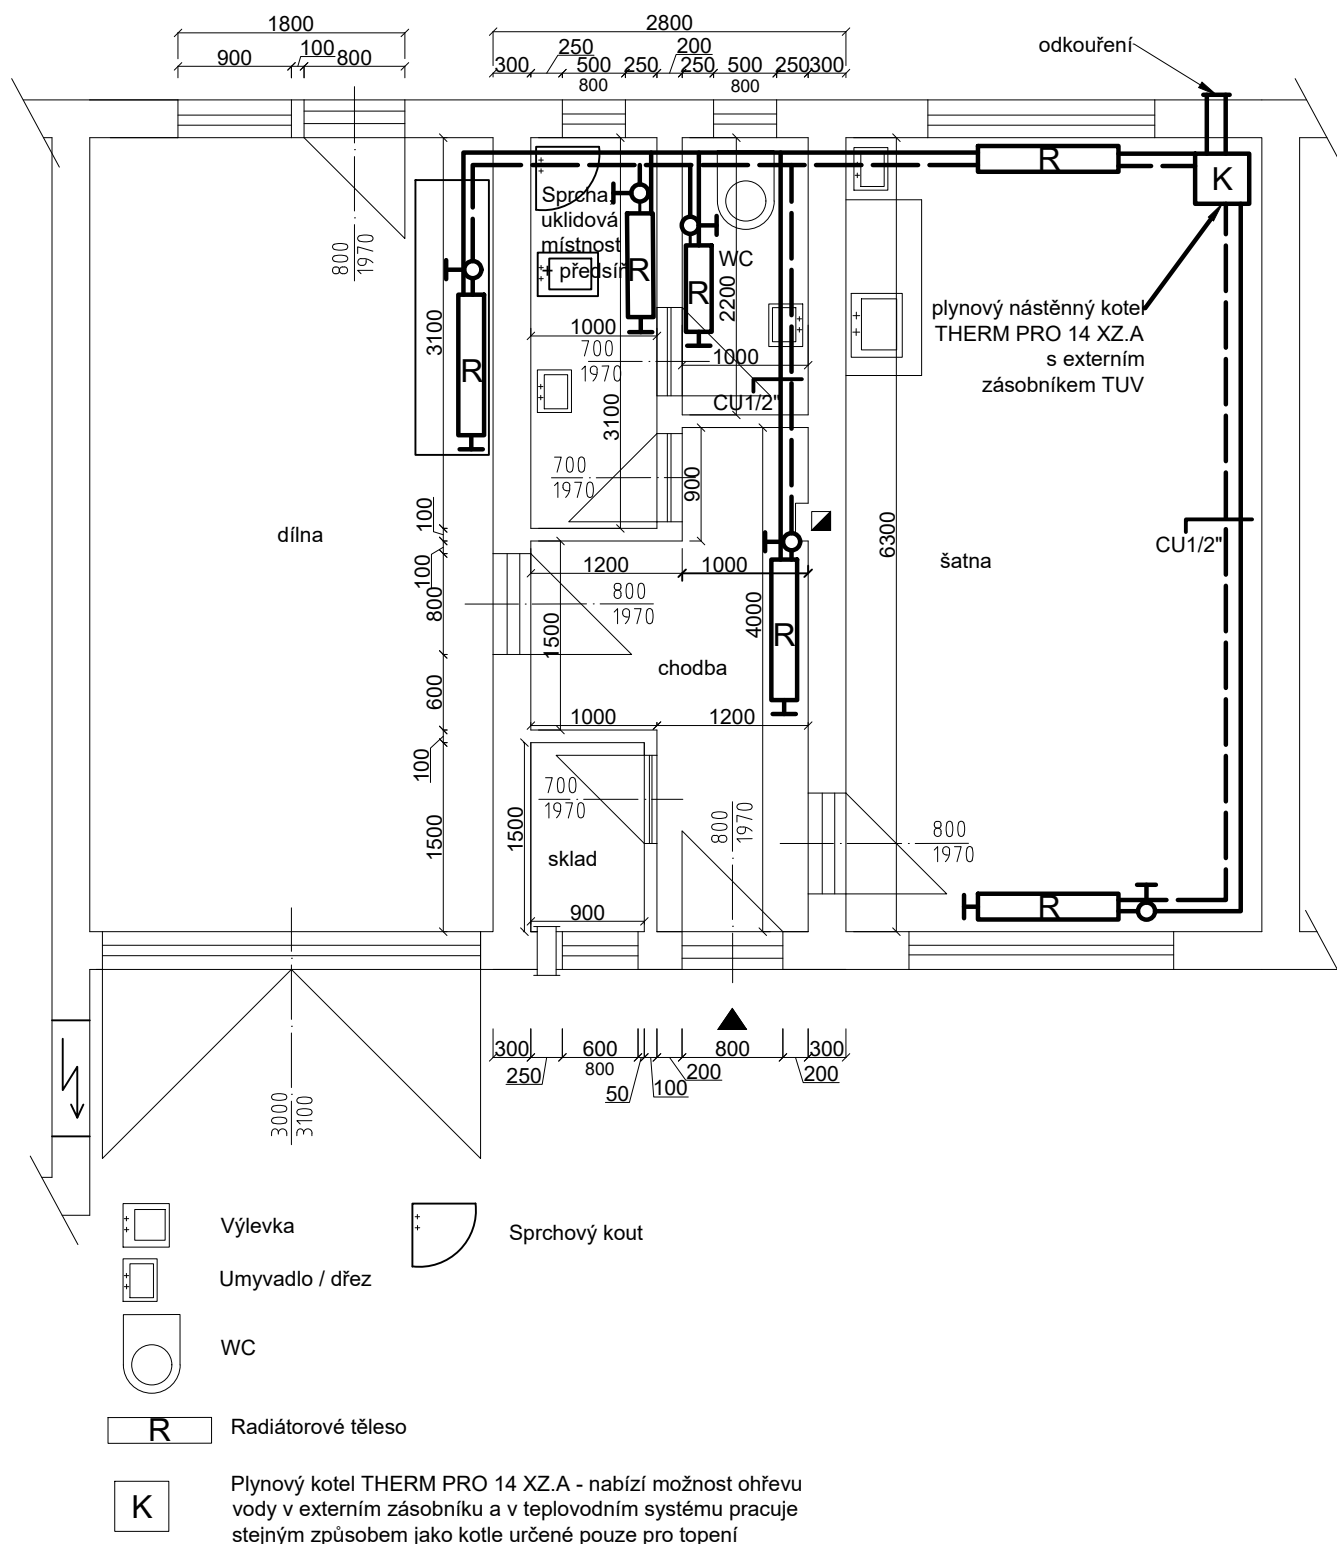 1800
2800
900
100
800
250
200
300
500
250
250
500
250
300
800
800
odkouření
R
K
800
1970
Sprcha,
uklidová
místnost
+ předsíň
R
WC
R
2200
plynový nástěnný kotel
THERM PRO 14 XZ.A
s externím
zásobníkem TUV
3100
R
1000
700
1970
1000
CU1/2"
3100
700
1970
900
100
dílna
6300
šatna
CU1/2"
100
800
1200
1000
800
1970
4000
R
1500
chodba
600
1000
1200
100
700
1970
800
1970
1500
1500
sklad
800
1970
900
R
300
600
800
300
250
800
50
100
200
200
3000
3100
Výlevka
Sprchový kout
Umyvadlo / dřez
WC
R
Radiátorové těleso
K
Plynový kotel THERM PRO 14 XZ.A - nabízí možnost ohřevu
vody v externím zásobníku a v teplovodním systému pracuje
stejným způsobem jako kotle určené pouze pro topení